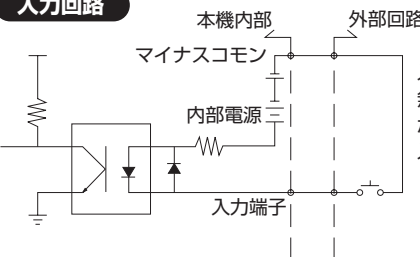 入力回路
本機内部
外部回路
マイナスコモン
内部電源
入力端子